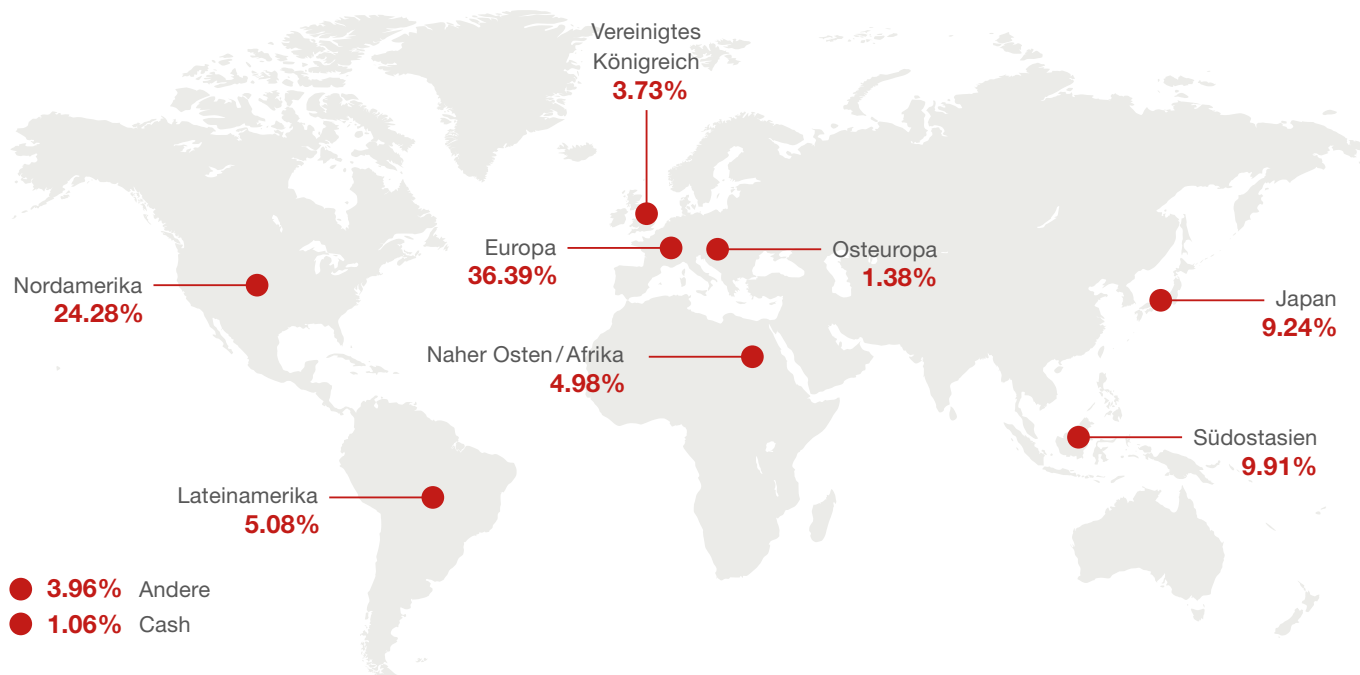 Vereinigtes
Königreich
3.73%
Europa
36.39%
Osteuropa
1.38%
Nordamerika
24.28%
Japan
9.24%
Naher Osten / Afrika
4.98%
Südostasien
9.91%
Lateinamerika
5.08%
3.96% Andere
1.06% Cash